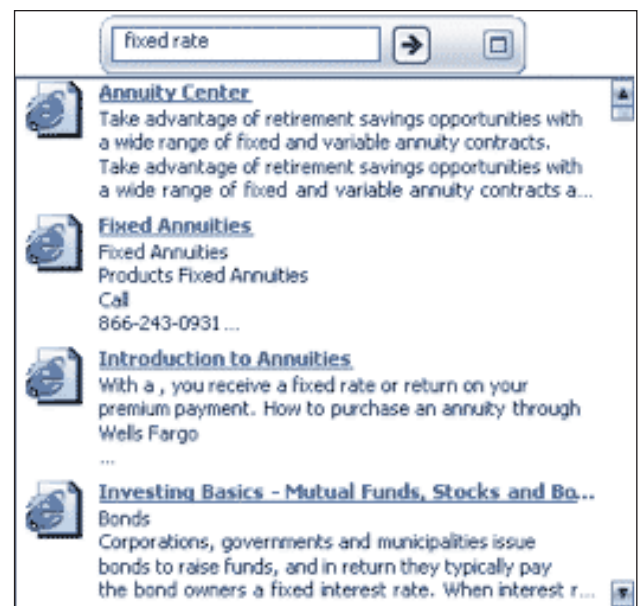 fixed rate
Annuity Center
Take advantage of retirement savings opportunities with
a wide range of fixed and variable annuity contracts.
Take advantage of retirement savings opportunities with
a wide range of fixed and variable annuity contracts a...
Fixed Annuities
Fixed Annuities
Products Fixed Annuities
Call
866-243-0931...
Introduction to Annuities
With a , you receive a fixed rate or return on your
premium payment. How to purchase an annuity through
Wells Fargo
...
Investing Basics - Mutual Funds, Stocks and Bo...
Bonds
Corporations, governments and municipalities issue
bonds to raise funds, and in return they typically pay
the bond owners a fixed interest rate. When interest r...